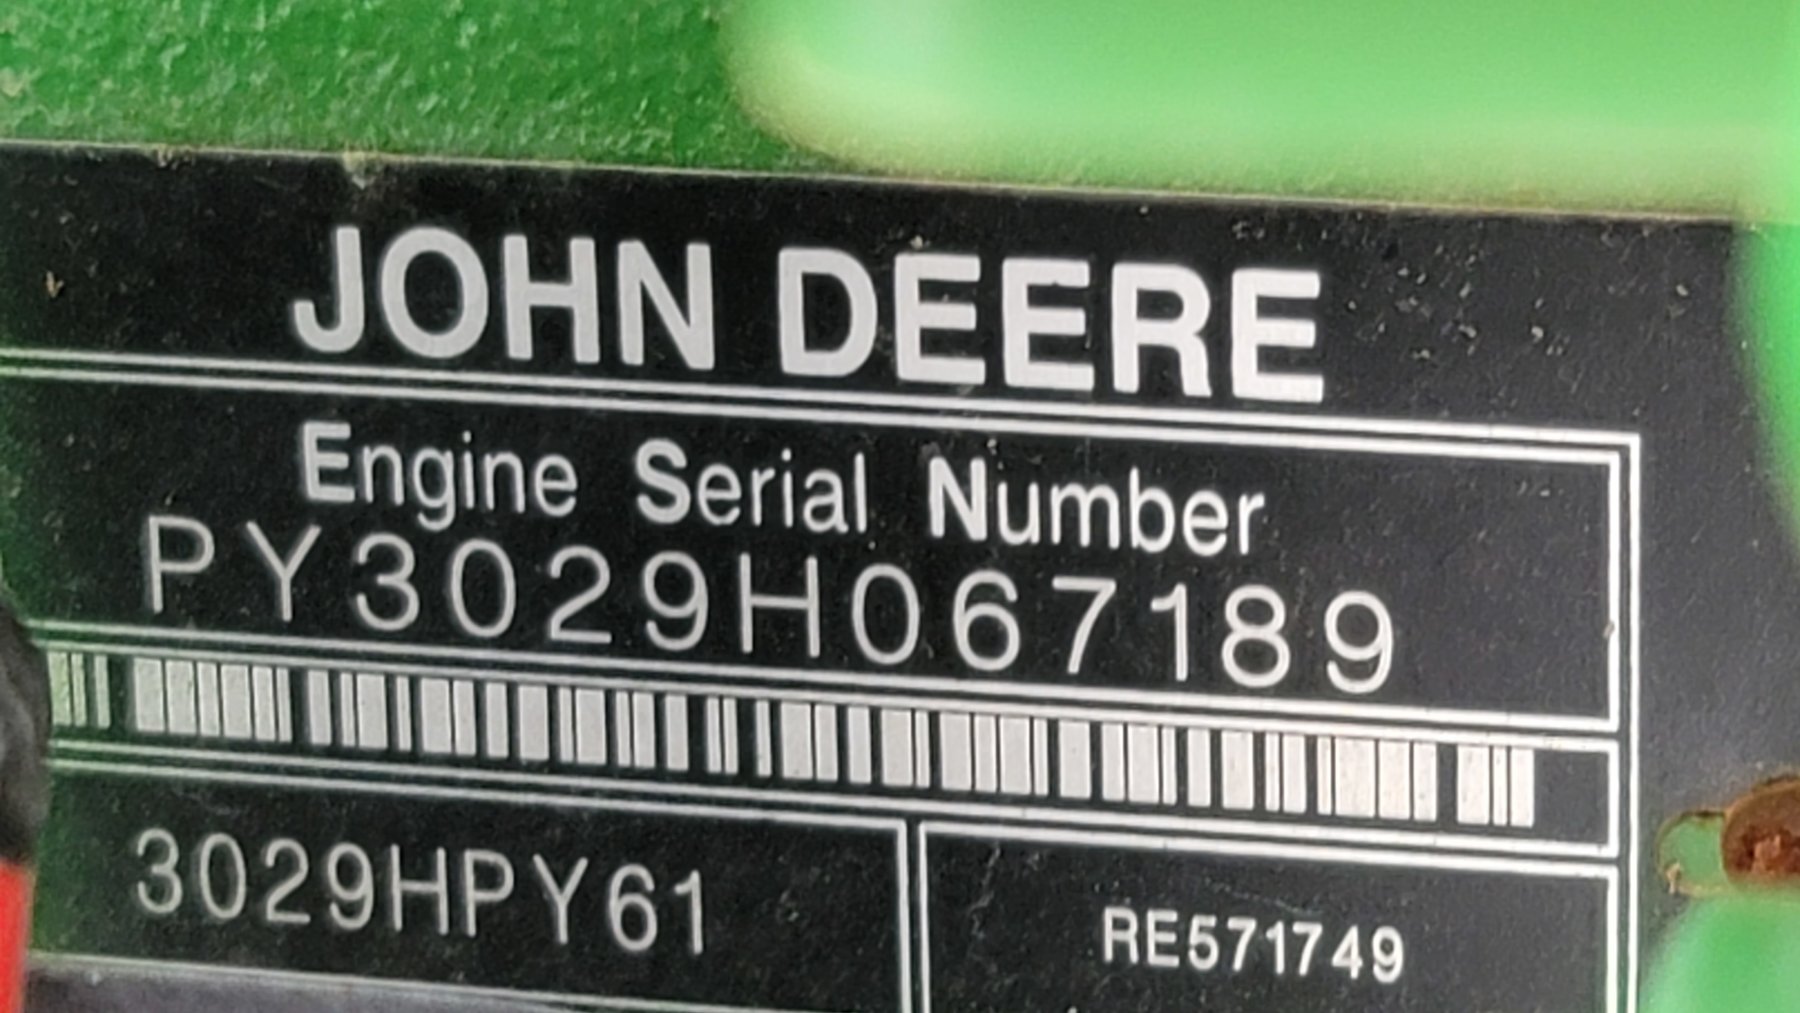 JOHN DEERE
Engine Serial Number
PY3029H067189
3029HPY61
RE571749